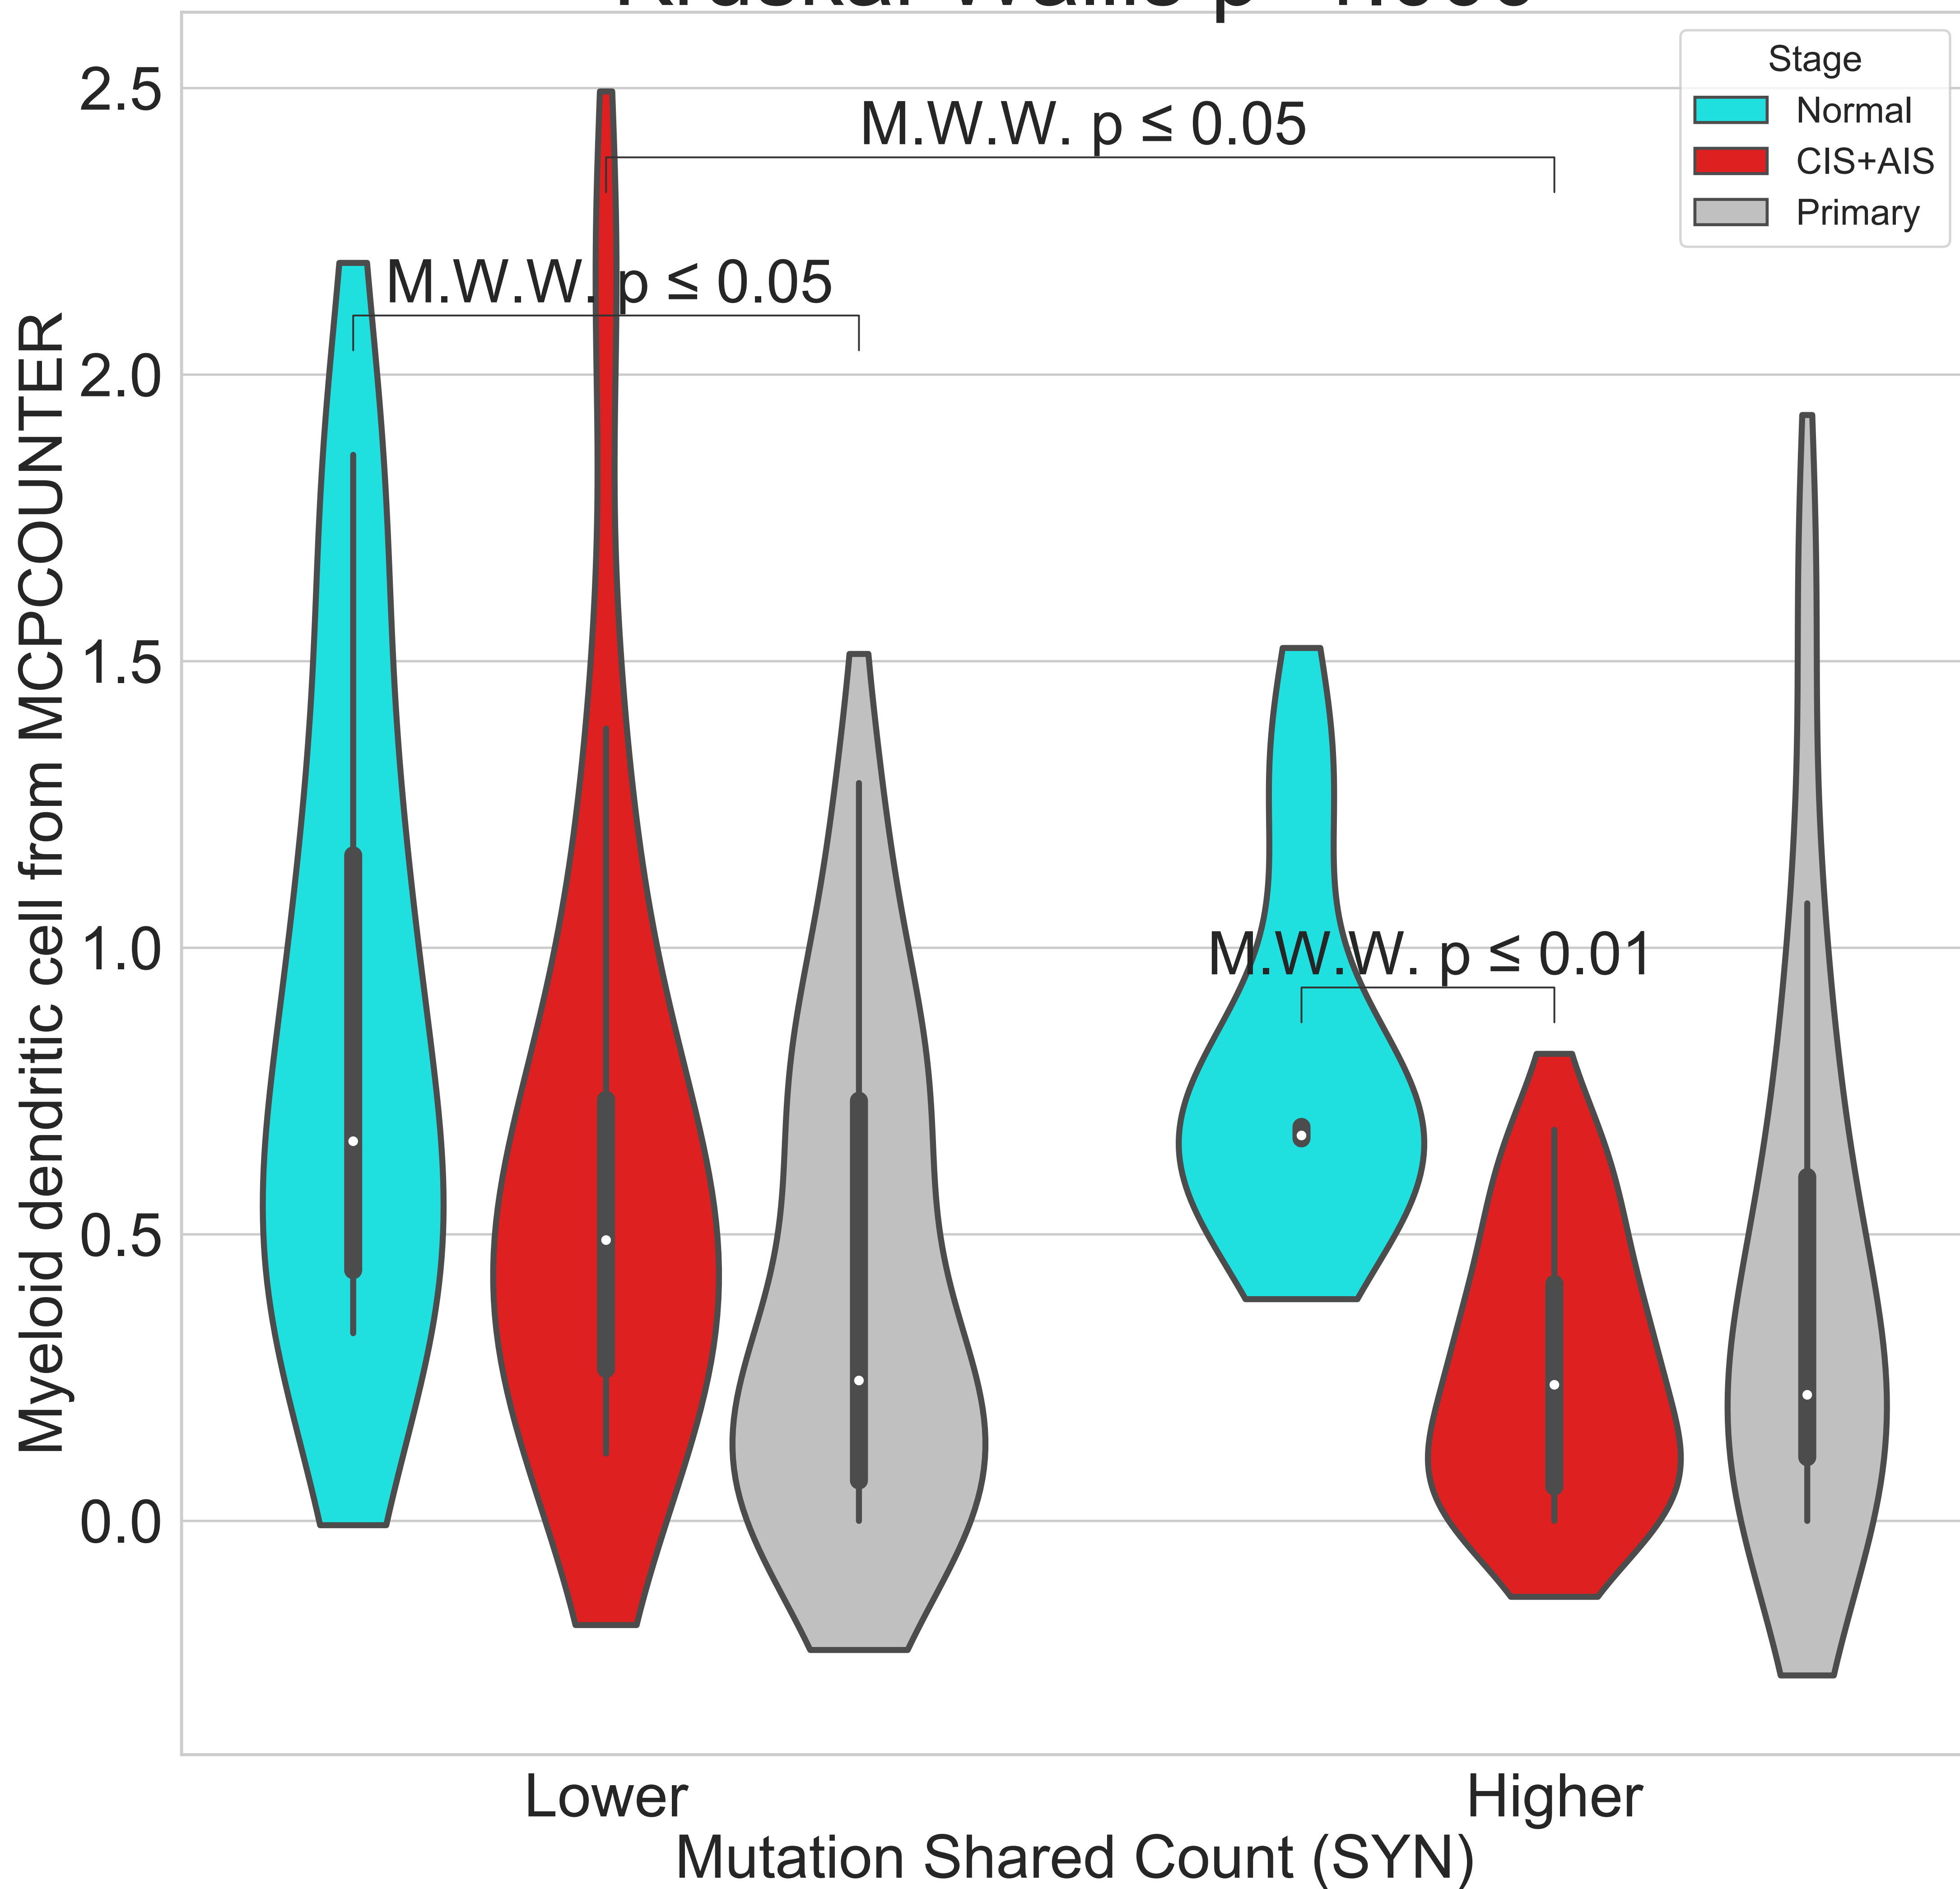 Stage
Normal
CIS+AIS
Primary
M.W.W. p ≤ 0.05
M.W.W. p ≤ 0.05
M.W.W. p ≤ 0.01
Myeloid dendritic cell from MCPCOUNTER
2.5
2.0
1.5
1.0
0.5
0.0
Lower
Higher
Mutation Shared Count (SYN)